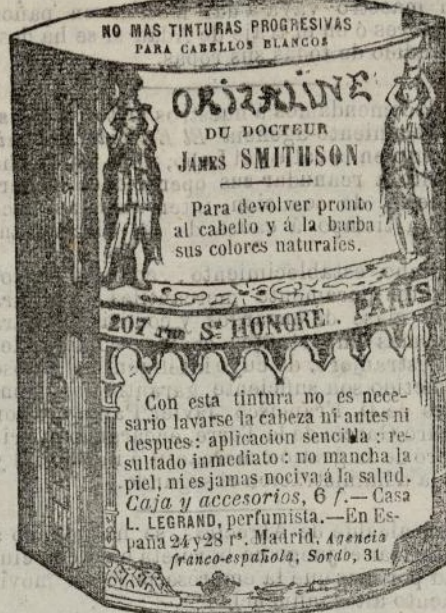 NO MAS TINTURAS PROGRESIVAS
PARA CABELLOS BLANCOS
ORIZALINE
DU DOCTEUR
JAMES SMITHSON
Para devolver pronto
al cabello y á la barba
sus colores naturales.
207 rue St HONORE. PARIS
Con esta tintura no es nece-
sario lavarse la cabeza ni antes ni
despues: aplicacion sencilla: re-
sultado inmediato: no mancha la
piel, ni es jamas nociva á la salud.
Caja y accesorios, 6 f.—Casa
L. LEGRAND, perfumista.—En Es-
paña 24 y 28 rs. Madrid, Agencia
franco-española, Sordo, 31